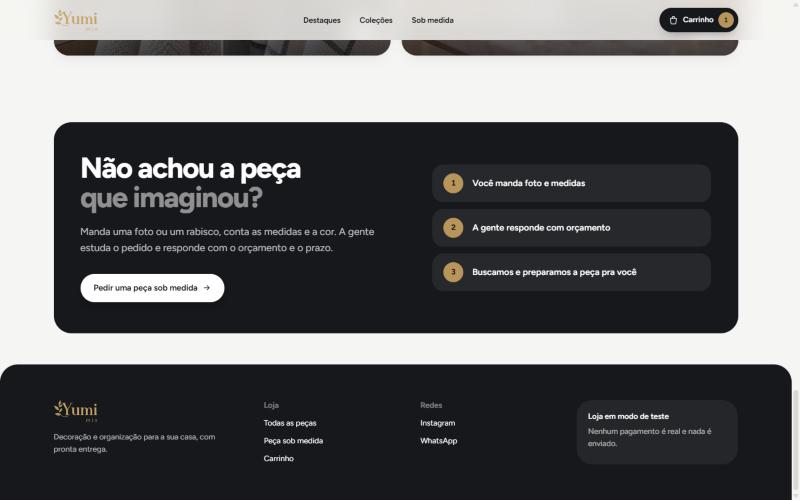 Yumi
mix
Destaques
Coleções
Sob medida
Carrinho
1
Não achou a peça
que imaginou?
Manda uma foto ou um rabisco, conta as medidas e a cor. A gente
estuda o pedido e responde com o orçamento e o prazo.
Pedir uma peça sob medida →
1
Você manda foto e medidas
2
A gente responde com orçamento
3
Buscamos e preparamos a peça pra você
Yumi
mix
Decoração e organização para a sua casa, com
pronta entrega.
Loja
Todas as peças
Peça sob medida
Carrinho
Redes
Instagram
WhatsApp
Loja em modo de teste
Nenhum pagamento é real e nada é
enviado.